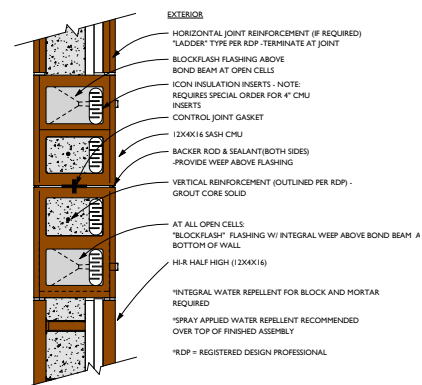 EXTERIOR
HORIZONTAL JOINT REINFORCEMENT (IF REQUIRED)
"LADDER" TYPE PER RDP -TERMINATE AT JOINT
BLOCKFLASH FLASHING ABOVE
BOND BEAM AT OPEN CELLS
ICON INSULATION INSERTS - NOTE:
REQUIRES SPECIAL ORDER FOR 4" CMU
INSERTS
CONTROL JOINT GASKET
12X4X16 SASH CMU
BACKER ROD & SEALANT(BOTH SIDES)
-PROVIDE WEEP ABOVE FLASHING
VERTICAL REINFORCEMENT (OUTLINED PER RDP) -
GROUT CORE SOLID
AT ALL OPEN CELLS:
"BLOCKFLASH" FLASHING W/ INTEGRAL WEEP ABOVE BOND BEAM A
BOTTOM OF WALL
HI-R HALF HIGH (12X4X16)
*INTEGRAL WATER REPELLENT FOR BLOCK AND MORTAR
REQUIRED
*SPRAY APPLIED WATER REPELLENT RECOMMENDED
OVER TOP OF FINISHED ASSEMBLY
*RDP = REGISTERED DESIGN PROFESSIONAL